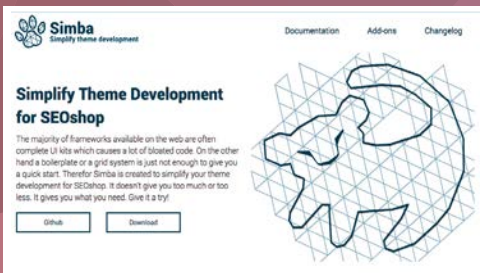 Simba
Simplify theme development
Documentation Add-ons Changelog
Simplify Theme Development
for SEOshop
The majority of frameworks available on the web are often
complete UI kits which causes a lot of bloated code. On the other
hand a boilerplate or a grid system is just not enough to give you
a quick start. Therefor Simba is created to simplify your theme
development for SEOshop. It doesn't give you too much or too
less. It gives you what you need. Give it a try!
Github Download